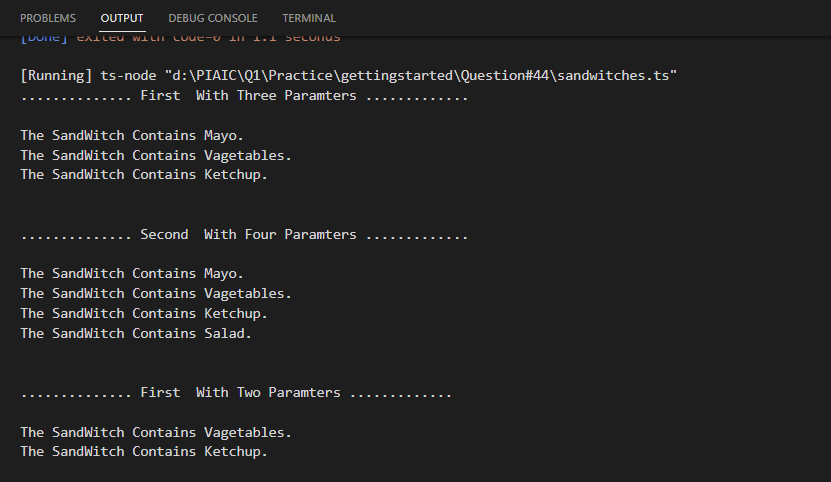 PROBLEMS OUTPUT DEBUG CONSOLE TERMINAL
[Done] exited with code=0 in 1.1 seconds
[Running] ts-node "d:\PIAIC\Q1\Practice\gettingstarted\Question#44\sandwitches.ts"
.............. First  With Three Paramters .............
The SandWitch Contains Mayo.
The SandWitch Contains Vagetables.
The SandWitch Contains Ketchup.
.............. Second  With Four Paramters .............
The SandWitch Contains Mayo.
The SandWitch Contains Vagetables.
The SandWitch Contains Ketchup.
The SandWitch Contains Salad.
.............. First  With Two Paramters .............
The SandWitch Contains Vagetables.
The SandWitch Contains Ketchup.